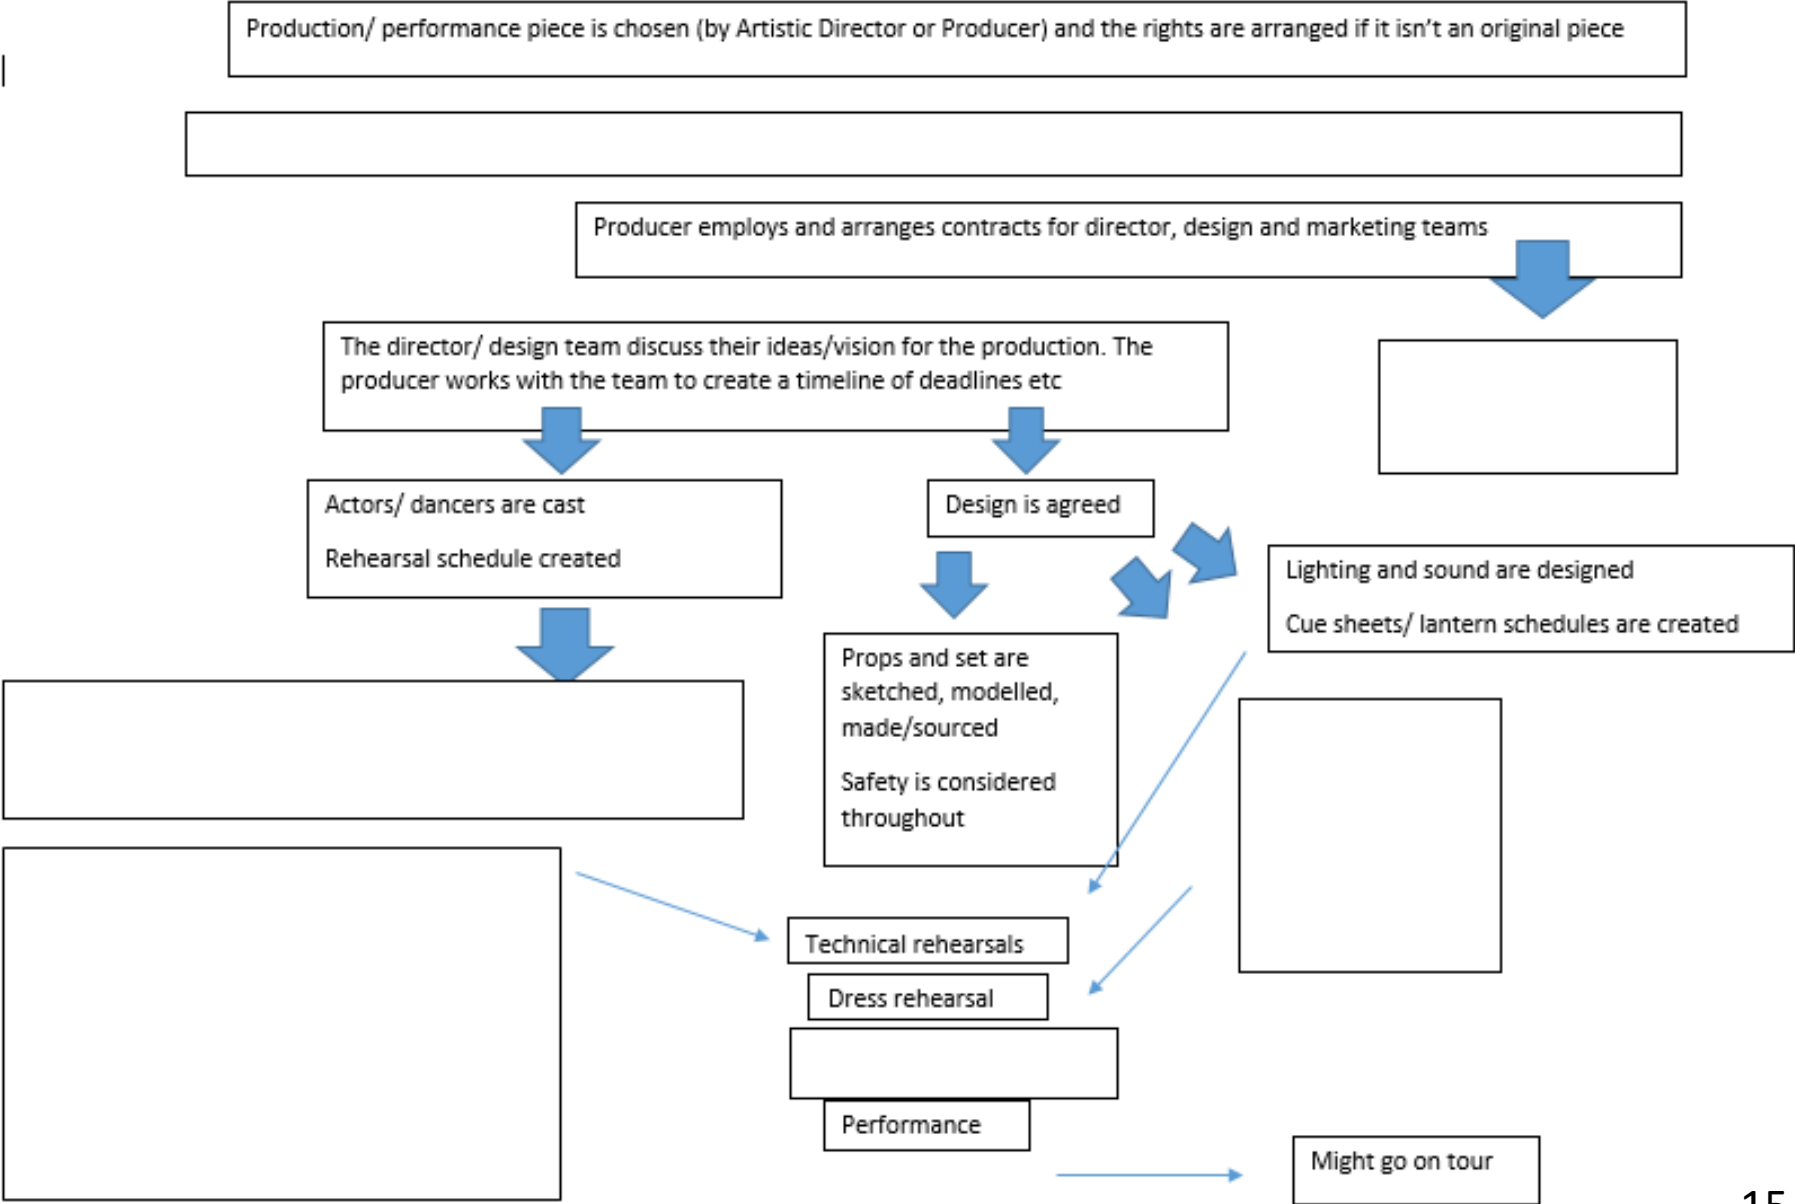 Production/ performance piece is chosen (by Artistic Director or Producer) and the rights are arranged if it isn't an original piece
Producer employs and arranges contracts for director, design and marketing teams
The director/ design team discuss their ideas/vision for the production. The
producer works with the team to create a timeline of deadlines etc
Actors/ dancers are cast
Rehearsal schedule created
Design is agreed
Lighting and sound are designed
Cue sheets/ lantern schedules are created
Props and set are
sketched, modelled,
made/sourced
Safety is considered
throughout
Technical rehearsals
Dress rehearsal
Performance
Might go on tour
15